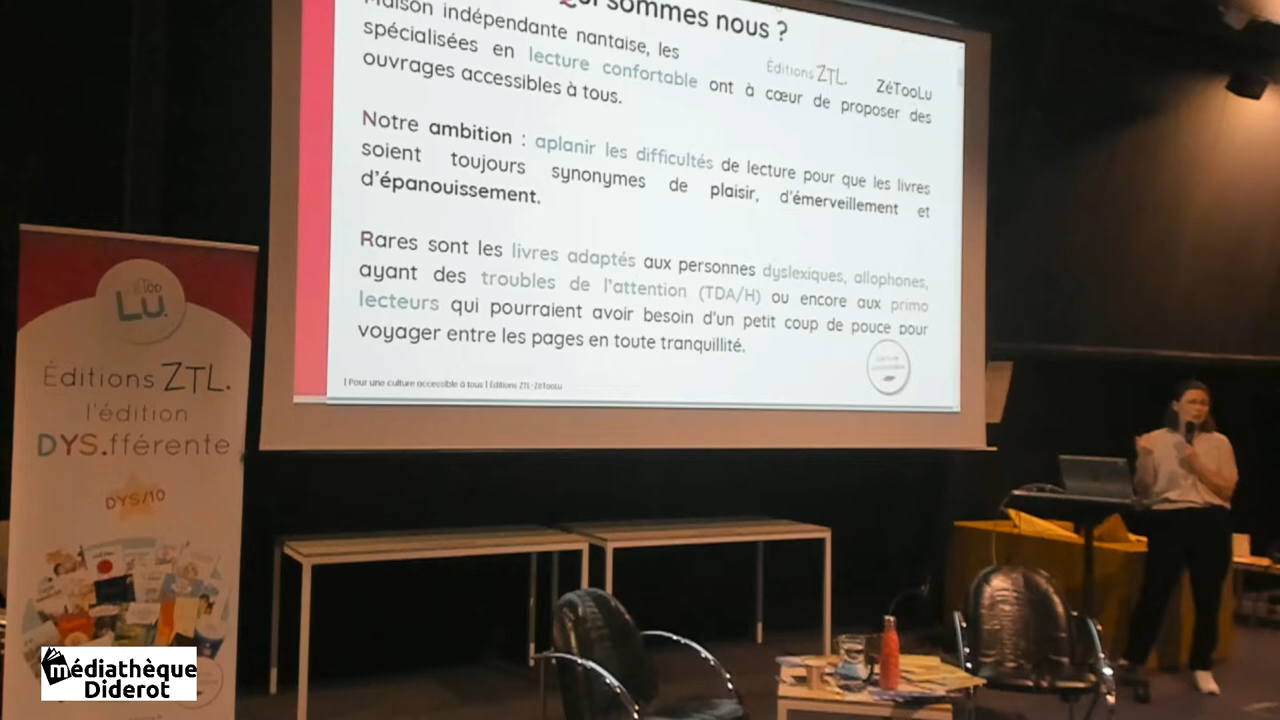 Qui sommes nous ?
Maison indépendante nantaise, les Éditions ZTL. ZéTooLu
spécialisées en lecture confortable ont à cœur de proposer des
ouvrages accessibles à tous.
Notre ambition : aplanir les difficultés de lecture pour que les livres
soient toujours synonymes de plaisir, d'émerveillement et
d'épanouissement.
Rares sont les livres adaptés aux personnes dyslexiques, allophones,
ayant des troubles de l'attention (TDA/H) ou encore aux primo
lecteurs qui pourraient avoir besoin d'un petit coup de pouce pour
voyager entre les pages en toute tranquillité.
| Pour une culture accessible à tous | Éditions ZTL-ZéTooLu
Lu.
Éditions ZTL.
l'édition
DYS.fférente
DYS/10
médiathèque
Diderot